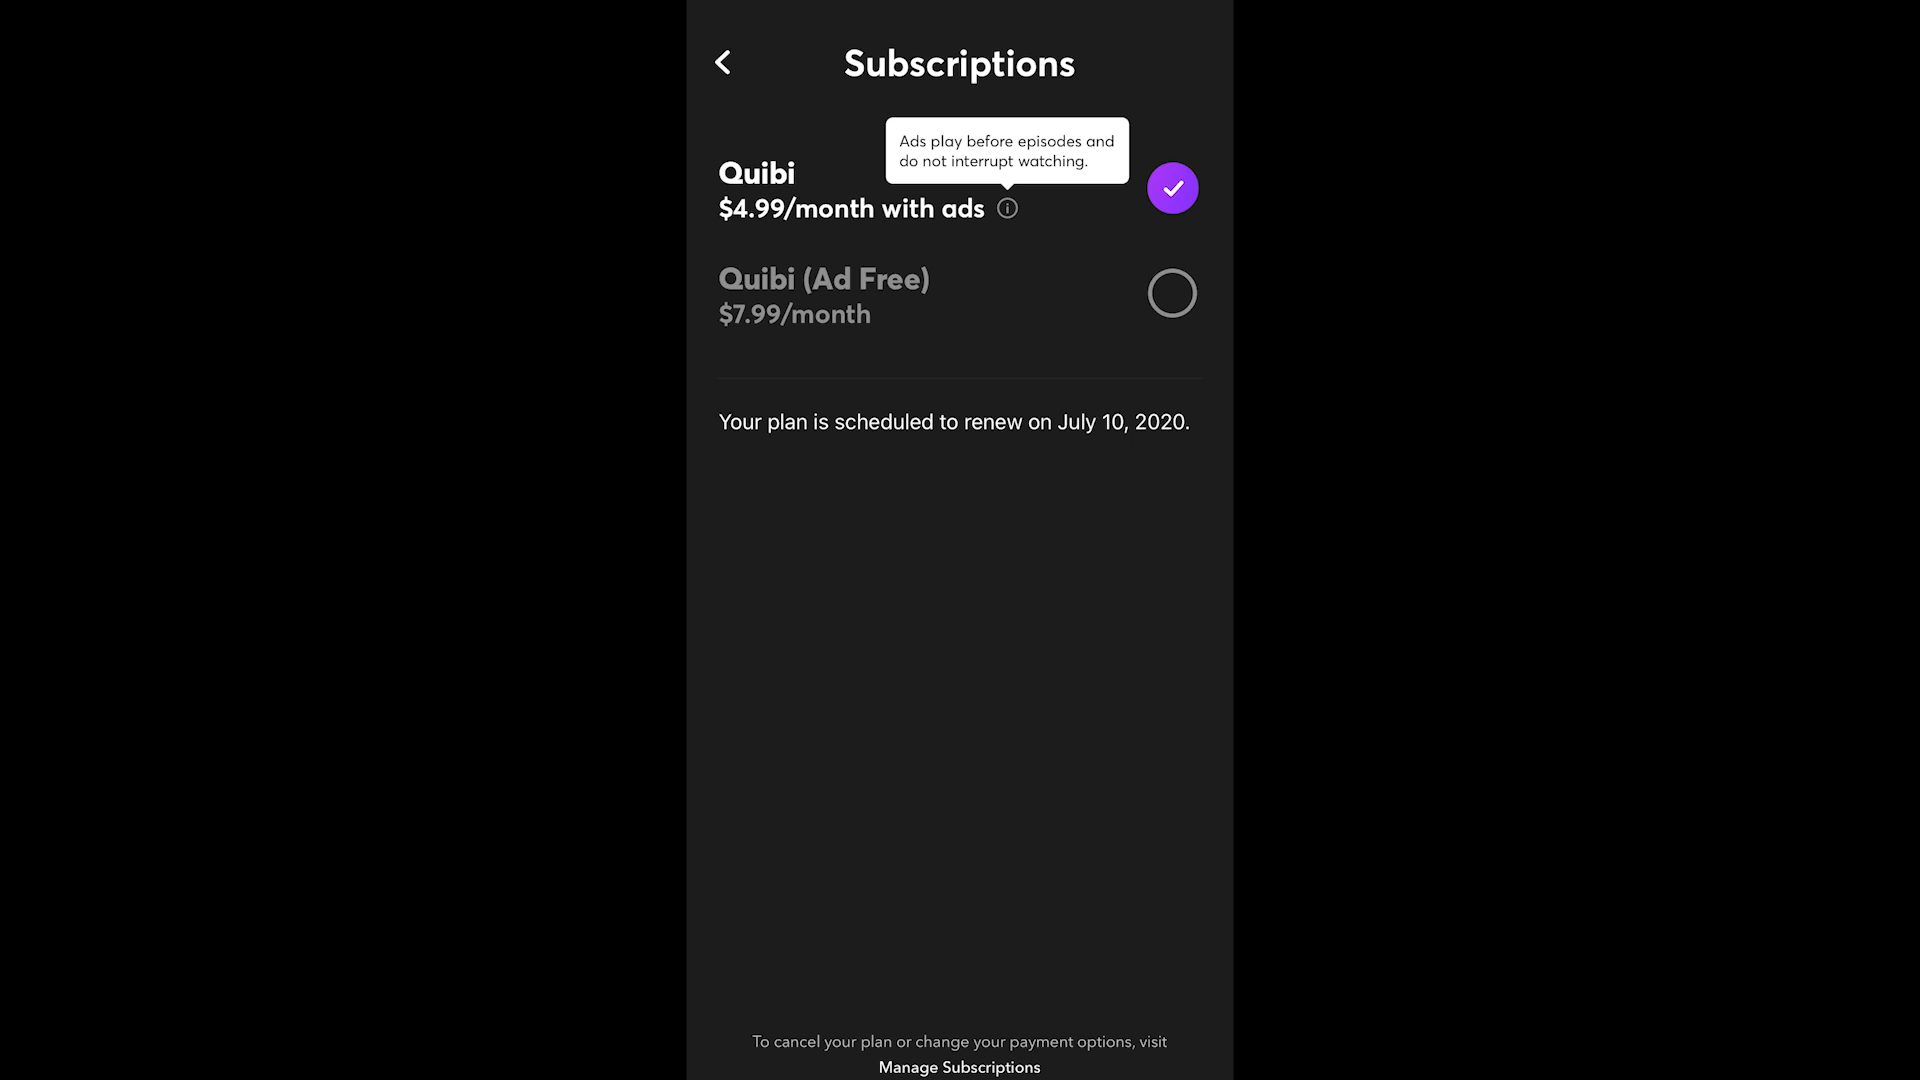 Subscriptions
Ads play before episodes and
do not interrupt watching.
Quibi
$4.99/month with ads
Quibi (Ad Free)
$7.99/month
Your plan is scheduled to renew on July 10, 2020.
To cancel your plan or change your payment options, visit
Manage Subscriptions